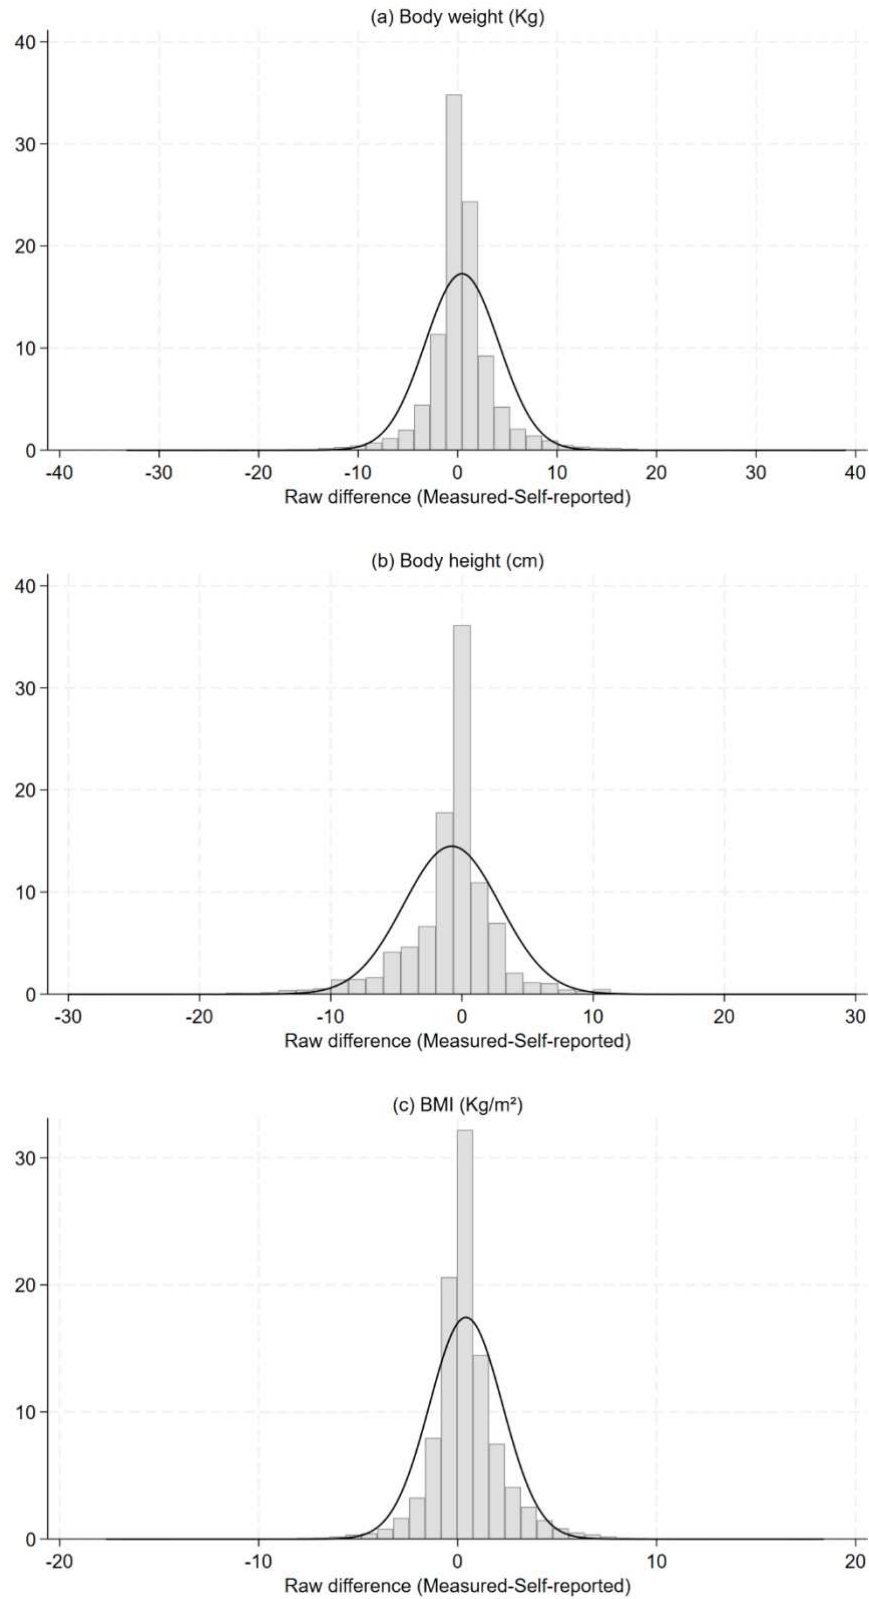 (a) Body weight (Kg)
40
30
20
10
0
-40 -30 -20 -10 0 10 20 30 40
Raw difference (Measured-Self-reported)
(b) Body height (cm)
40
30
20
10
0
-30 -20 -10 0 10 20 30
Raw difference (Measured-Self-reported)
(c) BMI (Kg/m²)
30
20
10
0
-20 -10 0 10 20
Raw difference (Measured-Self-reported)